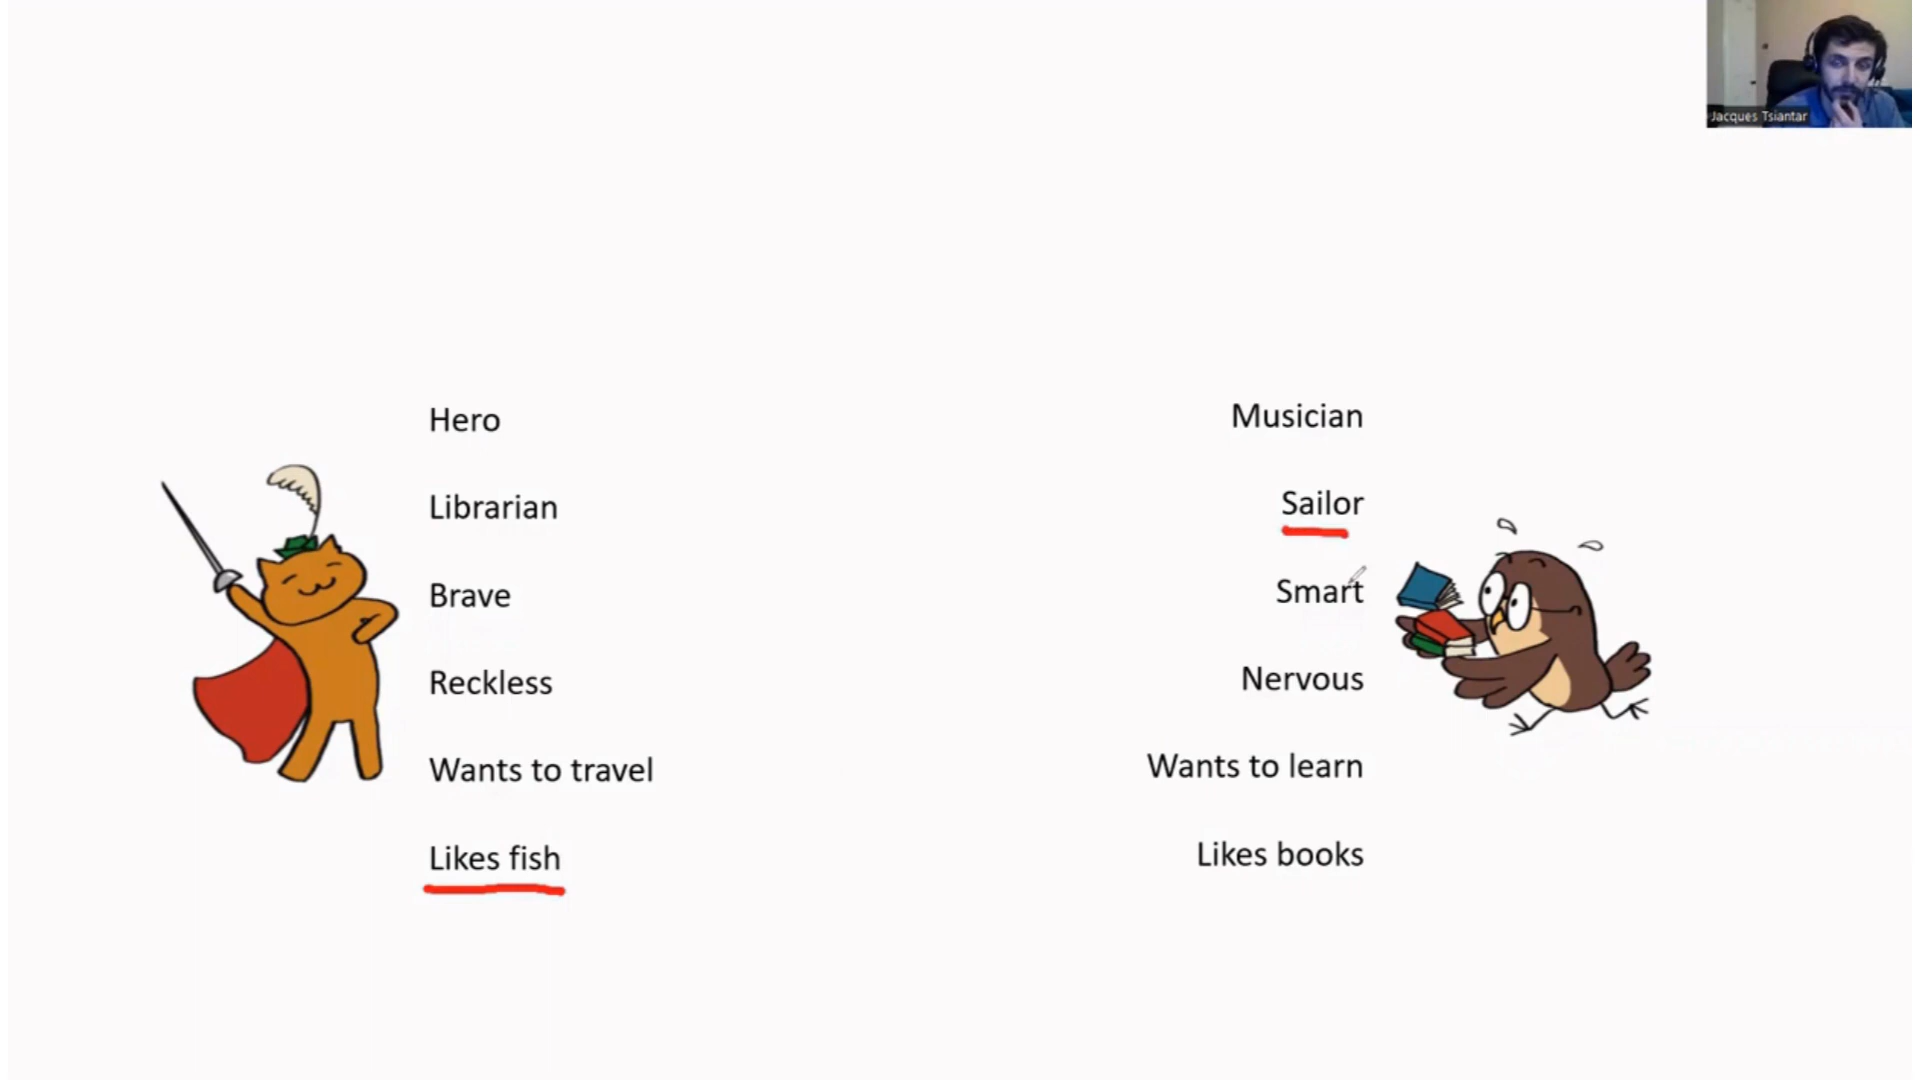 Jacques Tsiantar
Hero
Librarian
Brave
Reckless
Wants to travel
Likes fish
Musician
Sailor
Smart
Nervous
Wants to learn
Likes books